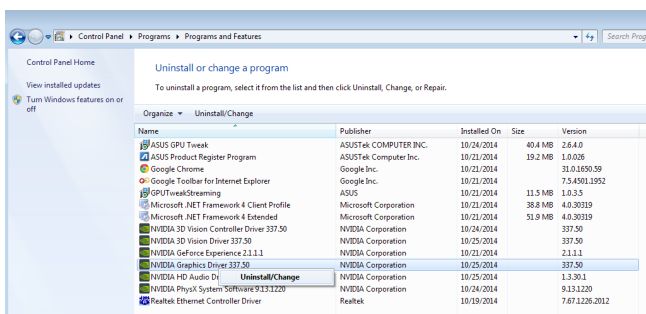 Control Panel ▸ Programs ▸ Programs and Features
Search Prog
Control Panel Home
View installed updates
Turn Windows features on or off
Uninstall or change a program
To uninstall a program, select it from the list and then click Uninstall, Change, or Repair.
Organize Uninstall/Change
Name Publisher Installed On Size Version
ASUS GPU Tweak ASUSTek COMPUTER INC. 10/24/2014 40.4 MB 2.6.4.0
ASUS Product Register Program ASUSTek Computer Inc. 10/21/2014 19.2 MB 1.0.026
Google Chrome Google Inc. 10/21/2014 31.0.1650.59
Google Toolbar for Internet Explorer Google Inc. 10/21/2014 7.5.4501.1952
GPUTweakStreaming ASUS 10/21/2014 11.5 MB 1.0.3.5
Microsoft .NET Framework 4 Client Profile Microsoft Corporation 10/21/2014 38.8 MB 4.0.30319
Microsoft .NET Framework 4 Extended Microsoft Corporation 10/21/2014 51.9 MB 4.0.30319
NVIDIA 3D Vision Controller Driver 337.50 NVIDIA Corporation 10/24/2014 337.50
NVIDIA 3D Vision Driver 337.50 NVIDIA Corporation 10/25/2014 337.50
NVIDIA GeForce Experience 2.1.1.1 NVIDIA Corporation 10/21/2014 2.1.1.1
NVIDIA Graphics Driver 337.50 NVIDIA Corporation 10/25/2014 337.50
NVIDIA HD Audio Dr Uninstall/Change NVIDIA Corporation 10/25/2014 1.3.30.1
NVIDIA PhysX System Software 9.13.1220 NVIDIA Corporation 10/24/2014 9.13.1220
Realtek Ethernet Controller Driver Realtek 10/19/2014 7.67.1226.2012